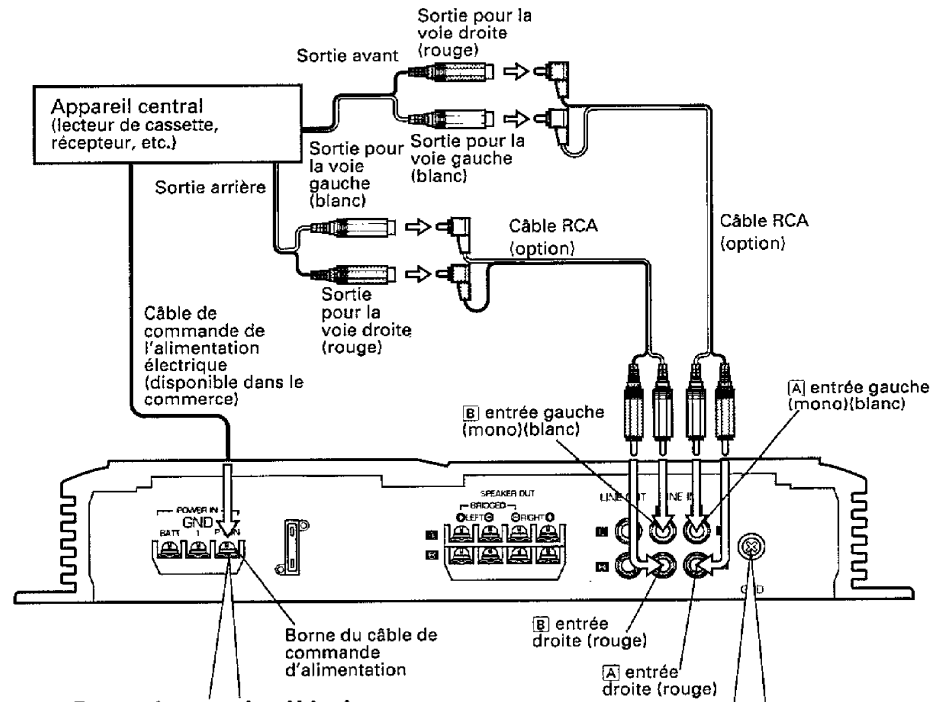 Sortie pour la
voie droite
(rouge)
Sortie avant
Appareil central
(lecteur de cassette,
récepteur, etc.)
Sortie pour
la voie
gauche
(blanc)
Sortie pour la
voie gauche
(blanc)
Sortie arrière
Câble RCA
(option)
Câble RCA
(option)
Sortie
pour la
voie droite
(rouge)
Câble de
commande de
l'alimentation
électrique
(disponible dans le
commerce)
A entrée gauche
(mono)(blanc)
B entrée gauche
(mono)(blanc)
POWER IN
GND
BATT
SPEAKER OUT
BRIDGED
LEFT
RIGHT
LINE
B entrée
droite (rouge)
Borne du câble de
commande
d'alimentation
A entrée
droite (rouge)